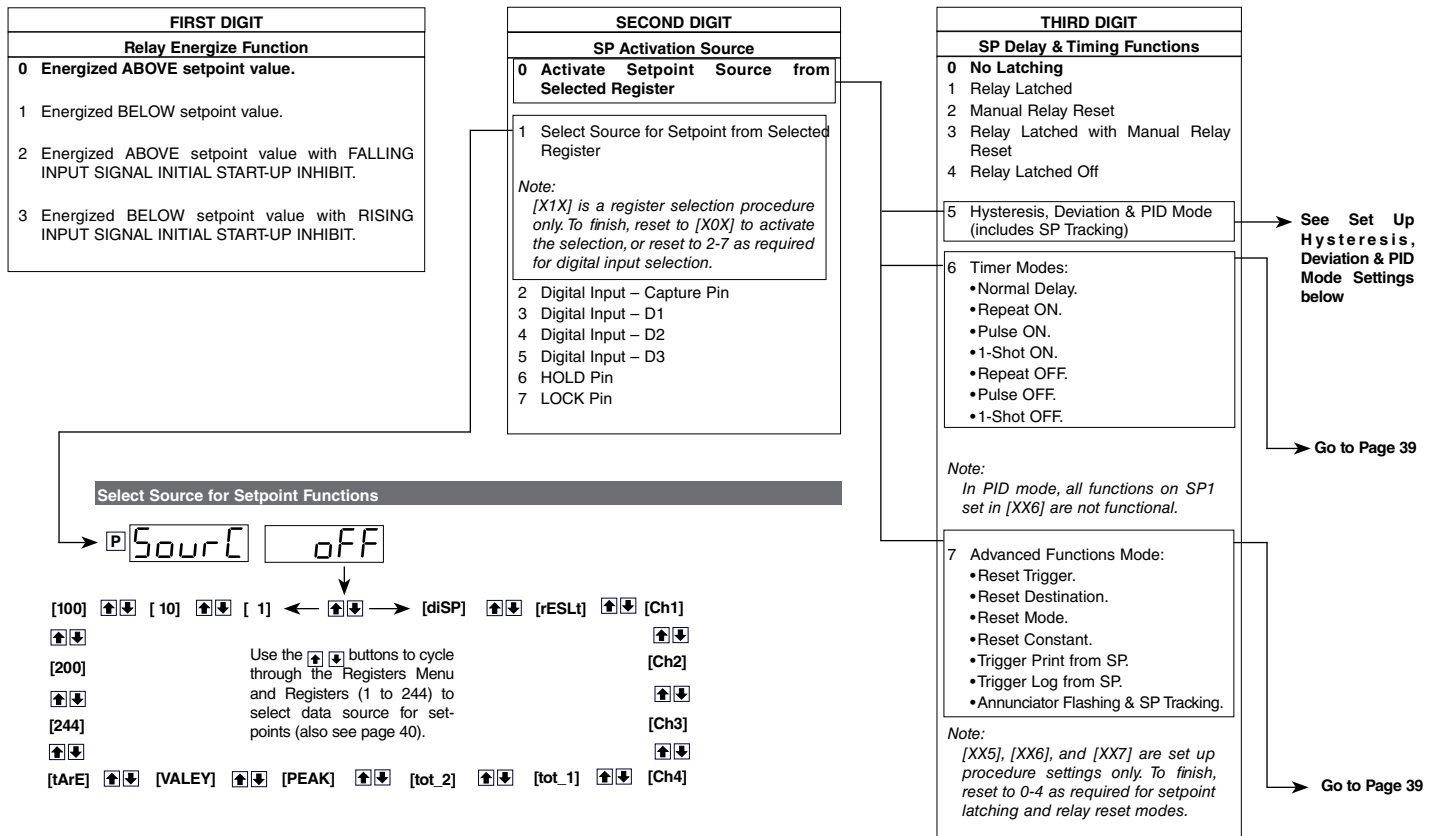 FIRST DIGIT
Relay Energize Function
0 Energized ABOVE setpoint value.
1 Energized BELOW setpoint value.
2 Energized ABOVE setpoint value with FALLING
INPUT SIGNAL INITIAL START-UP INHIBIT.
3 Energized BELOW setpoint value with RISING
INPUT SIGNAL INITIAL START-UP INHIBIT.
SECOND DIGIT
SP Activation Source
0 Activate Setpoint Source from
Selected Register
1 Select Source for Setpoint from Selected
Register
Note:
[X1X] is a register selection procedure
only. To finish, reset to [X0X] to activate
the selection, or reset to 2-7 as required
for digital input selection.
2 Digital Input – Capture Pin
3 Digital Input – D1
4 Digital Input – D2
5 Digital Input – D3
6 HOLD Pin
7 LOCK Pin
THIRD DIGIT
SP Delay & Timing Functions
0 No Latching
1 Relay Latched
2 Manual Relay Reset
3 Relay Latched with Manual Relay
Reset
4 Relay Latched Off
5 Hysteresis, Deviation & PID Mode
(includes SP Tracking)
See Set Up
Hysteresis,
Deviation & PID
Mode Settings
below
6 Timer Modes:
•Normal Delay.
•Repeat ON.
•Pulse ON.
•1-Shot ON.
•Repeat OFF.
•Pulse OFF.
•1-Shot OFF.
Go to Page 39
Note:
In PID mode, all functions on SP1
set in [XX6] are not functional.
7 Advanced Functions Mode:
•Reset Trigger.
•Reset Destination.
•Reset Mode.
•Reset Constant.
•Trigger Print from SP.
•Trigger Log from SP.
•Annunciator Flashing & SP Tracking.
Note:
[XX5], [XX6], and [XX7] are set up
procedure settings only. To finish,
reset to 0-4 as required for setpoint
latching and relay reset modes.
Go to Page 39
Select Source for Setpoint Functions
P SourC oFF
[100] [ 10] [ 1] [diSP] [rESLt] [Ch1]
[200] [Ch2]
[244] [Ch3]
[tArE] [VALEY] [PEAK] [tot_2] [tot_1] [Ch4]
Use the buttons to cycle
through the Registers Menu
and Registers (1 to 244) to
select data source for set-
points (also see page 40).